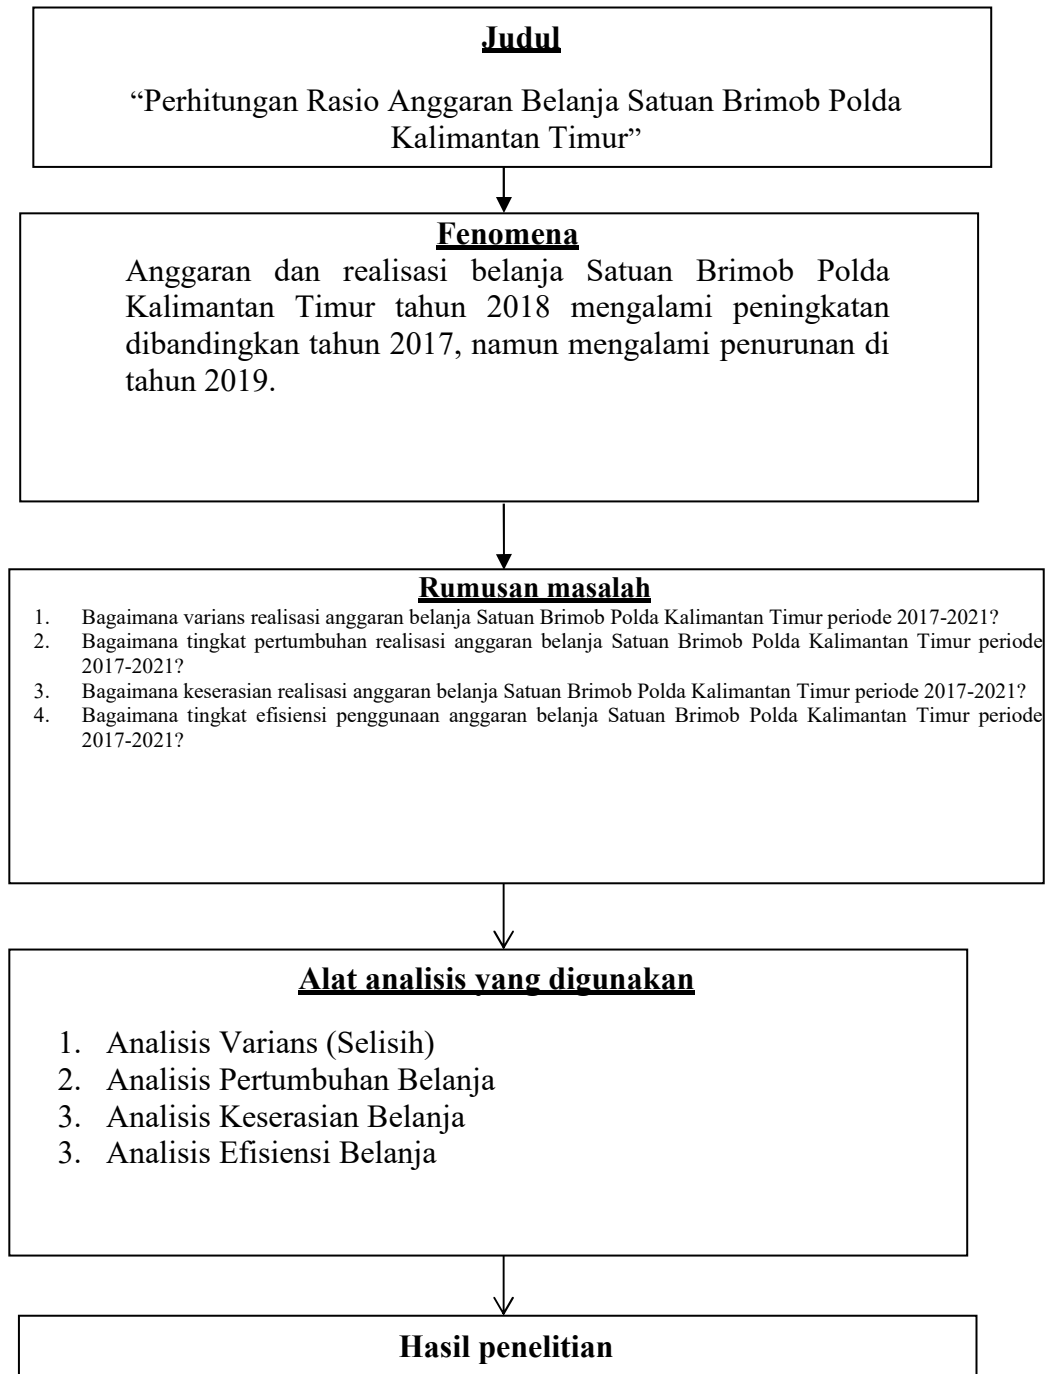 Judul
“Perhitungan Rasio Anggaran Belanja Satuan Brimob Polda
Kalimantan Timur”
Fenomena
Anggaran dan realisasi belanja Satuan Brimob Polda
Kalimantan Timur tahun 2018 mengalami peningkatan
dibandingkan tahun 2017, namun mengalami penurunan di
tahun 2019.
Rumusan masalah
1. Bagaimana varians realisasi anggaran belanja Satuan Brimob Polda Kalimantan Timur periode 2017-2021?
2. Bagaimana tingkat pertumbuhan realisasi anggaran belanja Satuan Brimob Polda Kalimantan Timur periode
2017-2021?
3. Bagaimana keserasian realisasi anggaran belanja Satuan Brimob Polda Kalimantan Timur periode 2017-2021?
4. Bagaimana tingkat efisiensi penggunaan anggaran belanja Satuan Brimob Polda Kalimantan Timur periode
2017-2021?
Alat analisis yang digunakan
1. Analisis Varians (Selisih)
2. Analisis Pertumbuhan Belanja
3. Analisis Keserasian Belanja
3. Analisis Efisiensi Belanja
Hasil penelitian